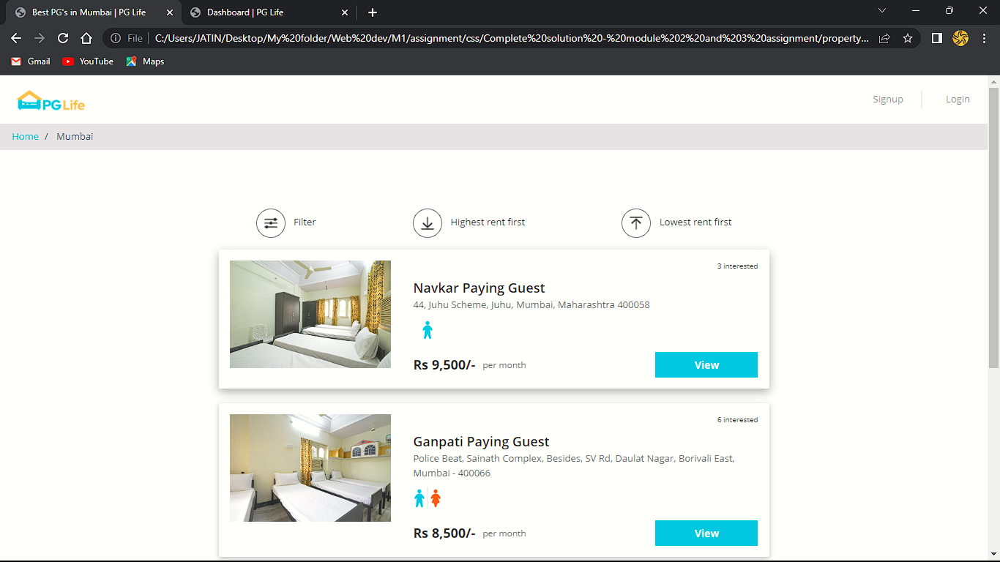 Best PG's in Mumbai | PG Life
Dashboard | PG Life
File
C:/Users/JATIN/Desktop/My%20folder/Web%20dev/M1/assignment/css/Complete%20solution%20-%20module%202%20and%203%20assignment/property...
Gmail
YouTube
Maps
PG Life
Signup
Login
Home / Mumbai
Filter
Highest rent first
Lowest rent first
3 interested
Navkar Paying Guest
44, Juhu Scheme, Juhu, Mumbai, Maharashtra 400058
Rs 9,500/- per month
View
6 interested
Ganpati Paying Guest
Police Beat, Sainath Complex, Besides, SV Rd, Daulat Nagar, Borivali East,
Mumbai - 400066
Rs 8,500/- per month
View